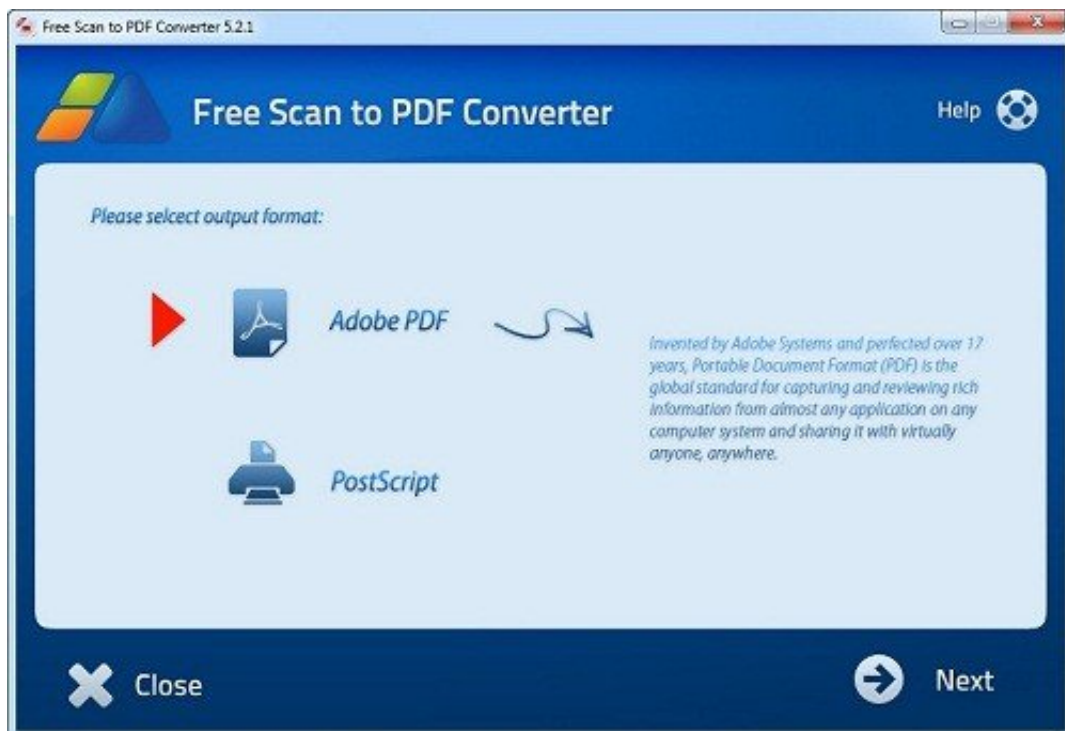 Free Scan to PDF Converter 5.2.1
Free Scan to PDF Converter
Help
Please selcect output format:
Adobe PDF
Invented by Adobe Systems and perfected over 17
years, Portable Document Format (PDF) is the
global standard for capturing and reviewing rich
information from almost any application on any
computer system and sharing it with virtually
anyone, anywhere.
PostScript
Close
Next